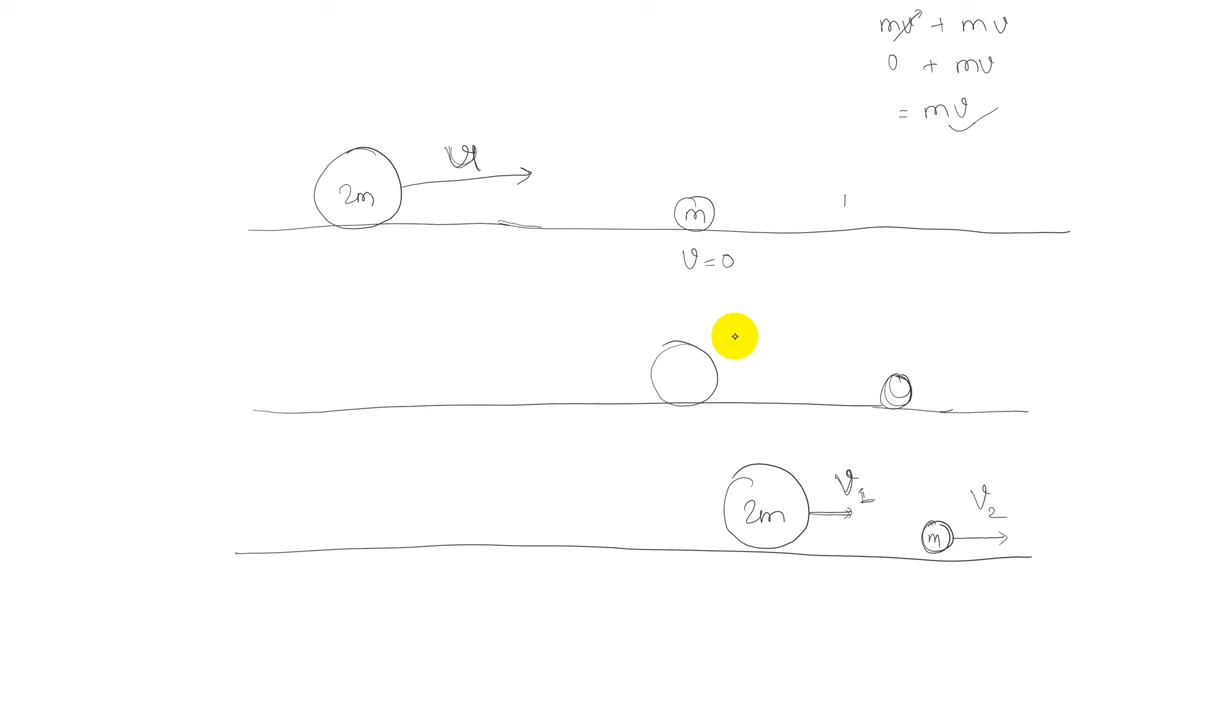 mv + mv
0 + mv
= mv
2m
m
v = 0
2m
v1
m
v2